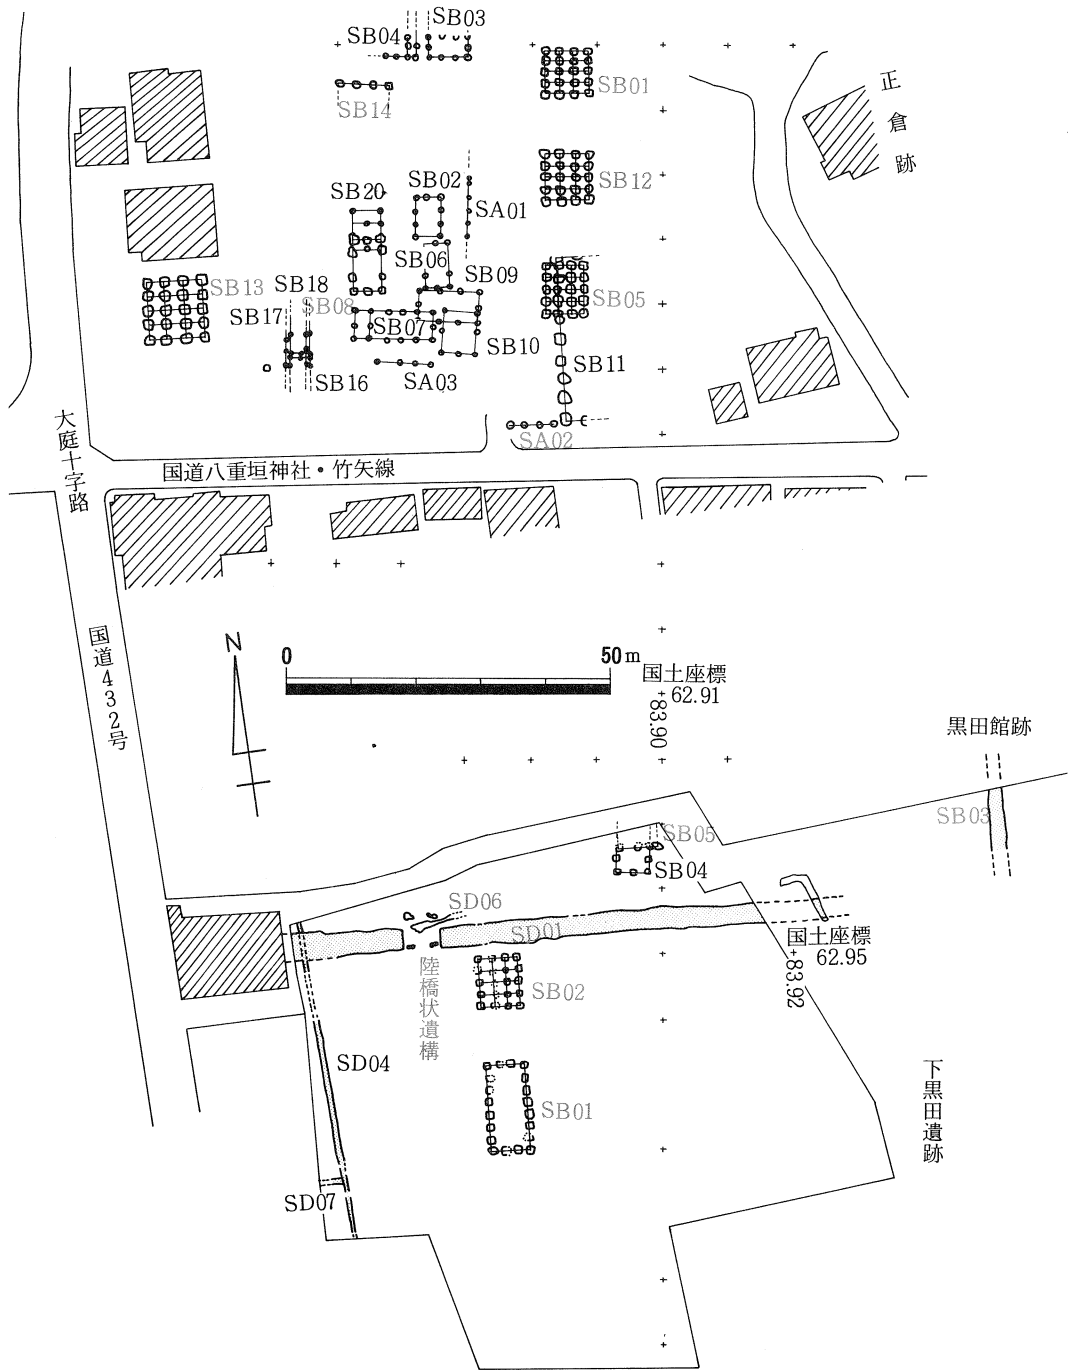 SB03
SB04
SB01
SB14
正倉跡
SB12
SB02
SB20
SA01
SB06
SB09
SB18
SB13
SB08
SB05
SB17
SB07
SB10
SB11
SB16
SA03
大庭十字路
SA02
国道八重垣神社・竹矢線
国道432号
N
0
50m
国土座標
62.91
83.90
黒田館跡
SB03
SB05
SB04
SD06
SD01
国土座標
62.95
83.92
陸橋状遺構
SB02
SD04
SB01
下黒田遺跡
SD07